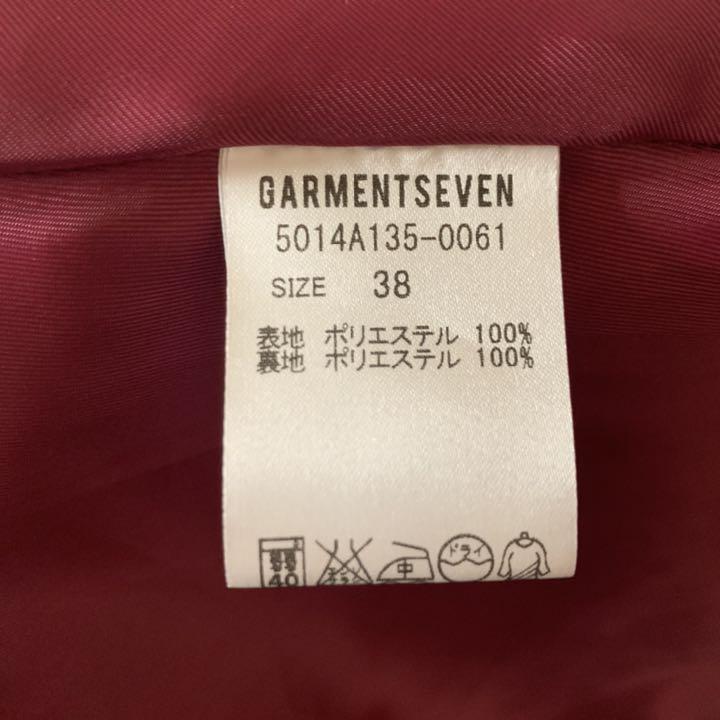 GARMENTSEVEN
5014A135-0061
SIZE 38
表地 ポリエステル 100%
裏地 ポリエステル 100%
40 中 ドライ